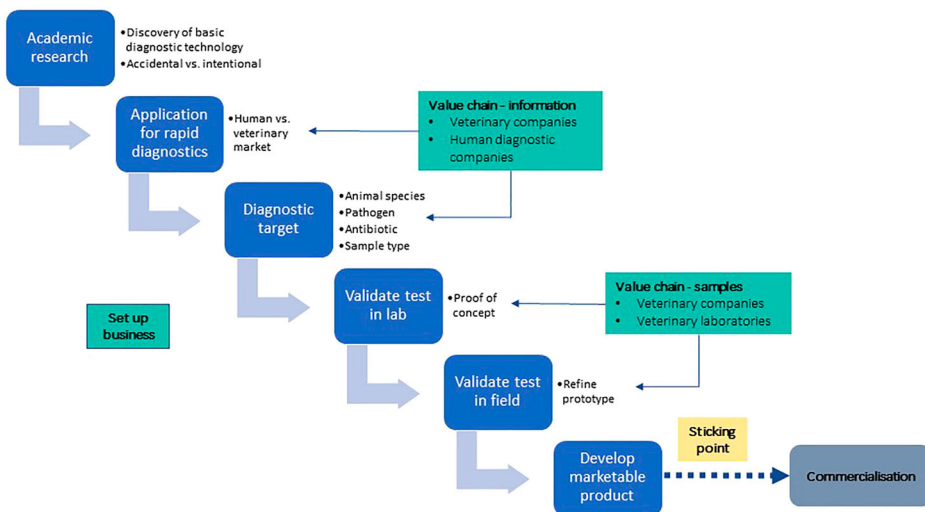 Academic
research
•Discovery of basic
diagnostic technology
•Accidental vs. intentional
Application
for rapid
diagnostics
•Human vs.
veterinary
market
Value chain - information
• Veterinary companies
• Human diagnostic
companies
Diagnostic
target
•Animal species
•Pathogen
•Antibiotic
•Sample type
Validate test
in lab
•Proof of
concept
Value chain - samples
• Veterinary companies
• Veterinary laboratories
Set up
business
Validate test
in field
•Refine
prototype
Sticking
point
Develop
marketable
product
Commercialisation